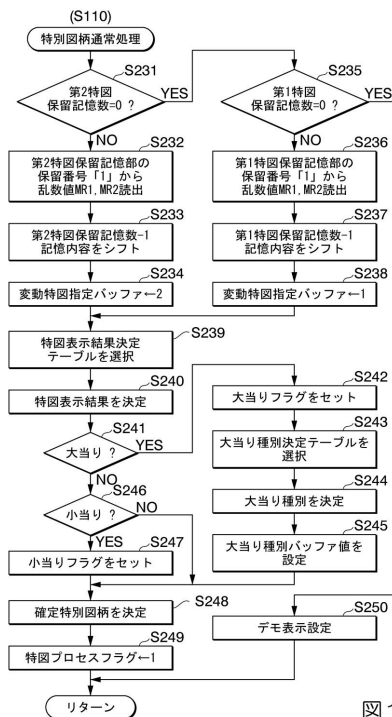 (S110)
特別図柄通常処理
S231
第2特図
保留記憶数=0 ?
YES
NO
S232
第2特図保留記憶部の
保留番号「1」から
乱数値MR1,MR2読出
S233
第2特図保留記憶数-1
記憶内容をシフト
S234
変動特図指定バッファ←2
S235
第1特図
保留記憶数=0 ?
YES
NO
S236
第1特図保留記憶部の
保留番号「1」から
乱数値MR1,MR2読出
S237
第1特図保留記憶数-1
記憶内容をシフト
S238
変動特図指定バッファ←1
S239
特図表示結果決定
テーブルを選択
S240
特図表示結果を決定
S241
大当り ?
YES
NO
S242
大当りフラグをセット
S243
大当り種別決定テーブルを
選択
S244
大当り種別を決定
S245
大当り種別バッファ値を
設定
S246
小当り ?
NO
YES
S247
小当りフラグをセット
S248
確定特別図柄を決定
S249
特図プロセスフラグ←1
S250
デモ表示設定
リターン
図